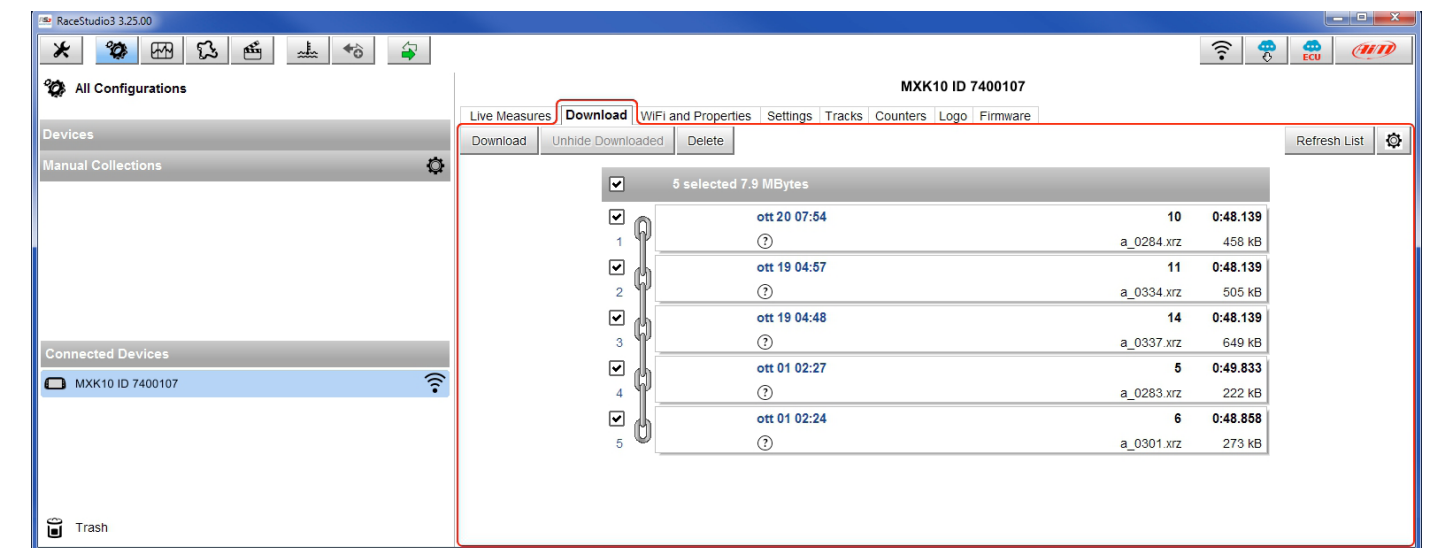 RaceStudio3 3.25.00
ECU
AiM
All Configurations
MXK10 ID 7400107
Live Measures Download WiFi and Properties Settings Tracks Counters Logo Firmware
Devices
Download Unhide Downloaded Delete Refresh List
Manual Collections
5 selected 7.9 MBytes
ott 20 07:54 10 0:48.139
1 ? a_0284.xrz 458 kB
ott 19 04:57 11 0:48.139
2 ? a_0334.xrz 505 kB
ott 19 04:48 14 0:48.139
3 ? a_0337.xrz 649 kB
Connected Devices
MXK10 ID 7400107
ott 01 02:27 5 0:49.833
4 ? a_0283.xrz 222 kB
ott 01 02:24 6 0:48.858
5 ? a_0301.xrz 273 kB
Trash